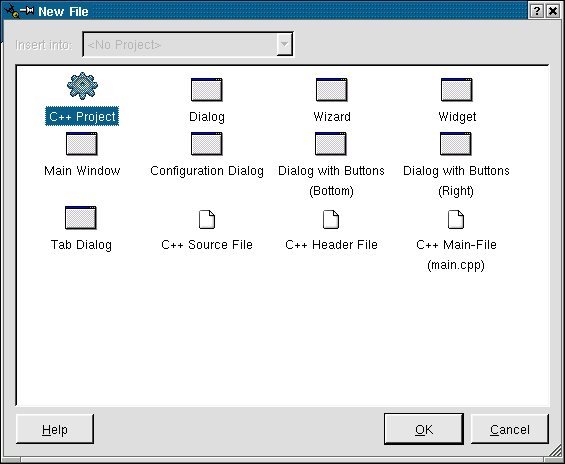 New File
Insert into: <No Project>
C++ Project Dialog Wizard Widget
Main Window Configuration Dialog Dialog with Buttons Dialog with Buttons
(Bottom) (Right)
Tab Dialog C++ Source File C++ Header File C++ Main-File
(main.cpp)
Help OK Cancel